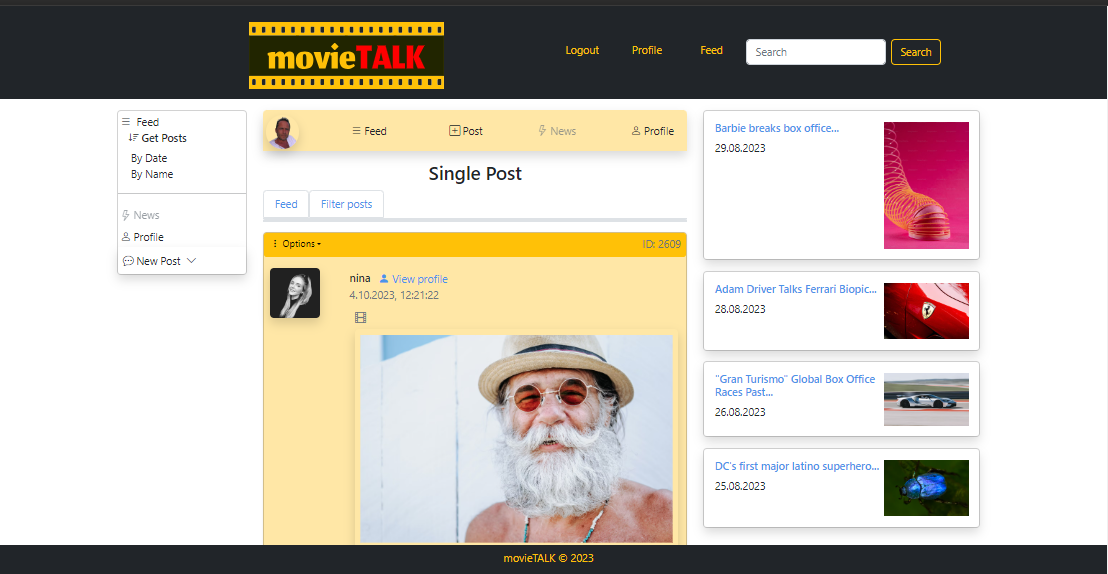 movieTALK
Logout
Profile
Feed
Search
Search
Feed
Get Posts
By Date
By Name
News
Profile
New Post
Feed
Post
News
Profile
Single Post
Feed
Filter posts
Options
ID: 2609
nina
View profile
4.10.2023, 12:21:22
Barbie breaks box office...
29.08.2023
Adam Driver Talks Ferrari Biopic...
28.08.2023
"Gran Turismo" Global Box Office
Races Past...
26.08.2023
DC's first major latino superhero...
25.08.2023
movieTALK © 2023